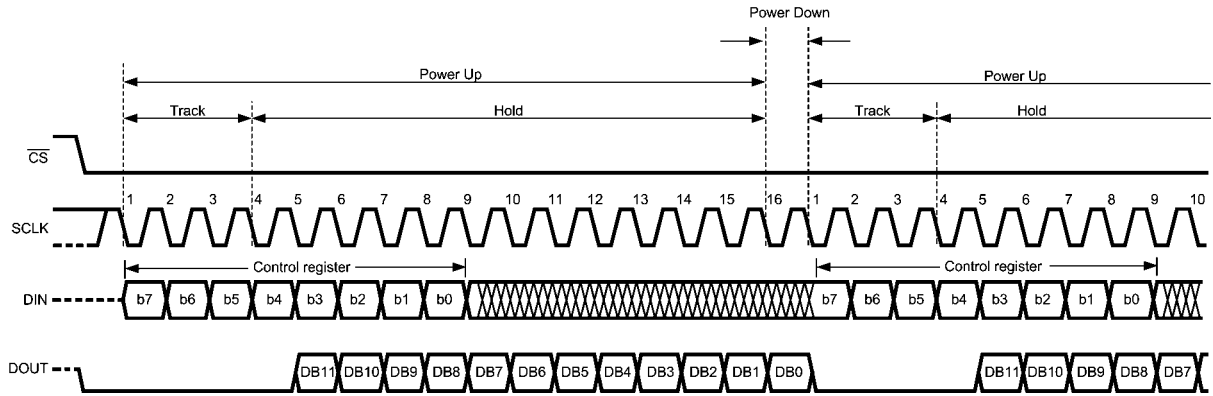 Power Down
Power Up Power Up
Track Hold Track Hold
CS
1 2 3 4 5 6 7 8 9 10 11 12 13 14 15 16 1 2 3 4 5 6 7 8 9 10
SCLK
Control register Control register
DIN b7 b6 b5 b4 b3 b2 b1 b0 b7 b6 b5 b4 b3 b2 b1 b0
DOUT DB11 DB10 DB9 DB8 DB7 DB6 DB5 DB4 DB3 DB2 DB1 DB0 DB11 DB10 DB9 DB8 DB7